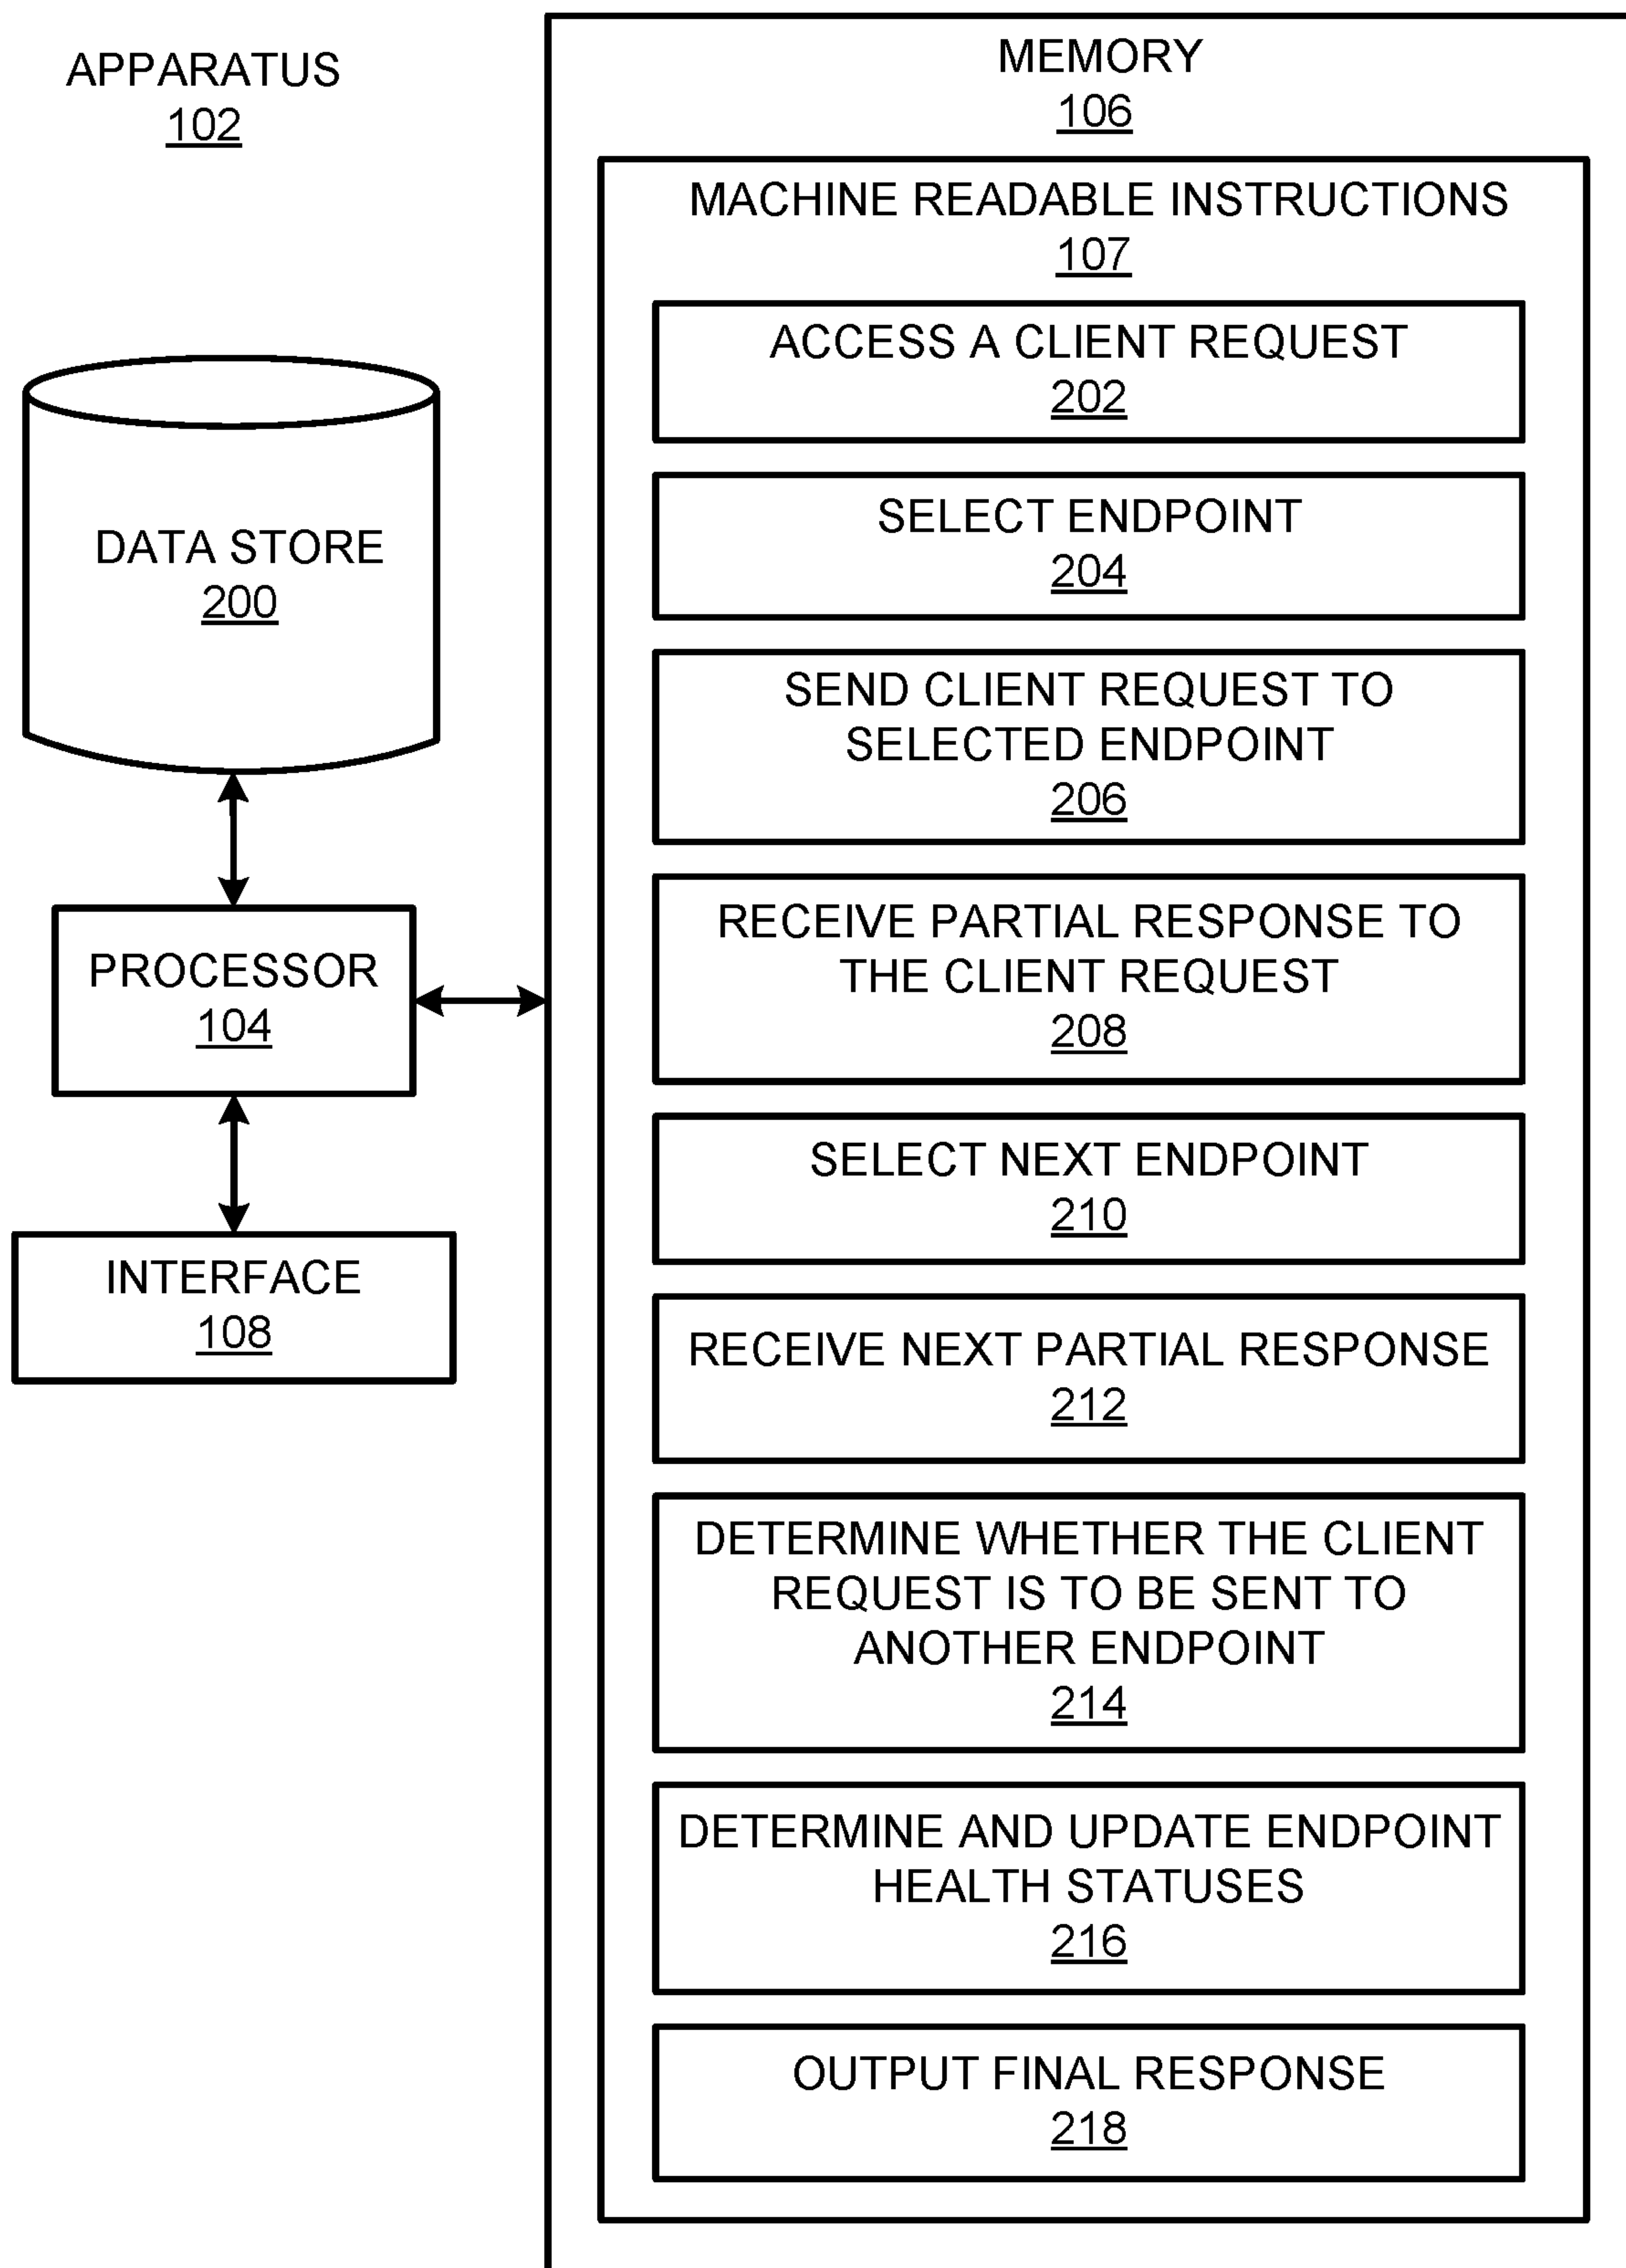 APPARATUS
102
DATA STORE
200
PROCESSOR
104
INTERFACE
108
MEMORY
106
MACHINE READABLE INSTRUCTIONS
107
ACCESS A CLIENT REQUEST
202
SELECT ENDPOINT
204
SEND CLIENT REQUEST TO
SELECTED ENDPOINT
206
RECEIVE PARTIAL RESPONSE TO
THE CLIENT REQUEST
208
SELECT NEXT ENDPOINT
210
RECEIVE NEXT PARTIAL RESPONSE
212
DETERMINE WHETHER THE CLIENT
REQUEST IS TO BE SENT TO
ANOTHER ENDPOINT
214
DETERMINE AND UPDATE ENDPOINT
HEALTH STATUSES
216
OUTPUT FINAL RESPONSE
218